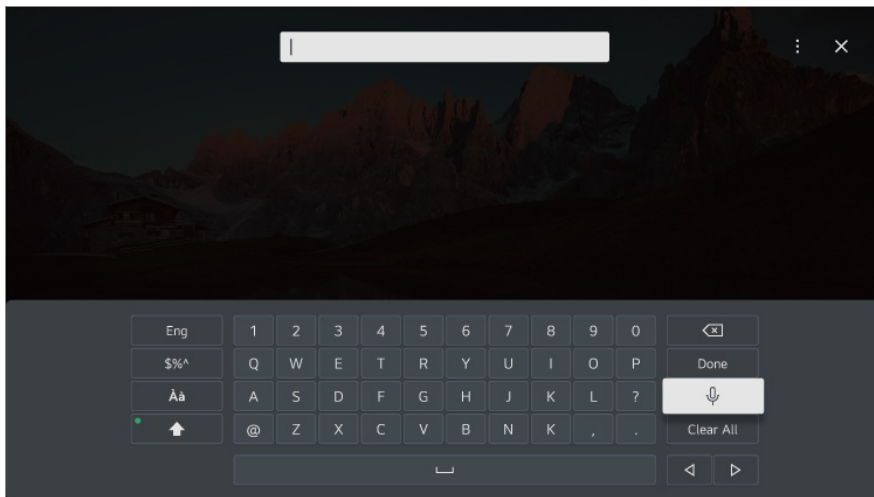 Eng 1 2 3 4 5 6 7 8 9 0
$%^ Q W E T R Y U I O P Done
Àà A S D F G H J K L ?
@ Z X C V B N K , . Clear All